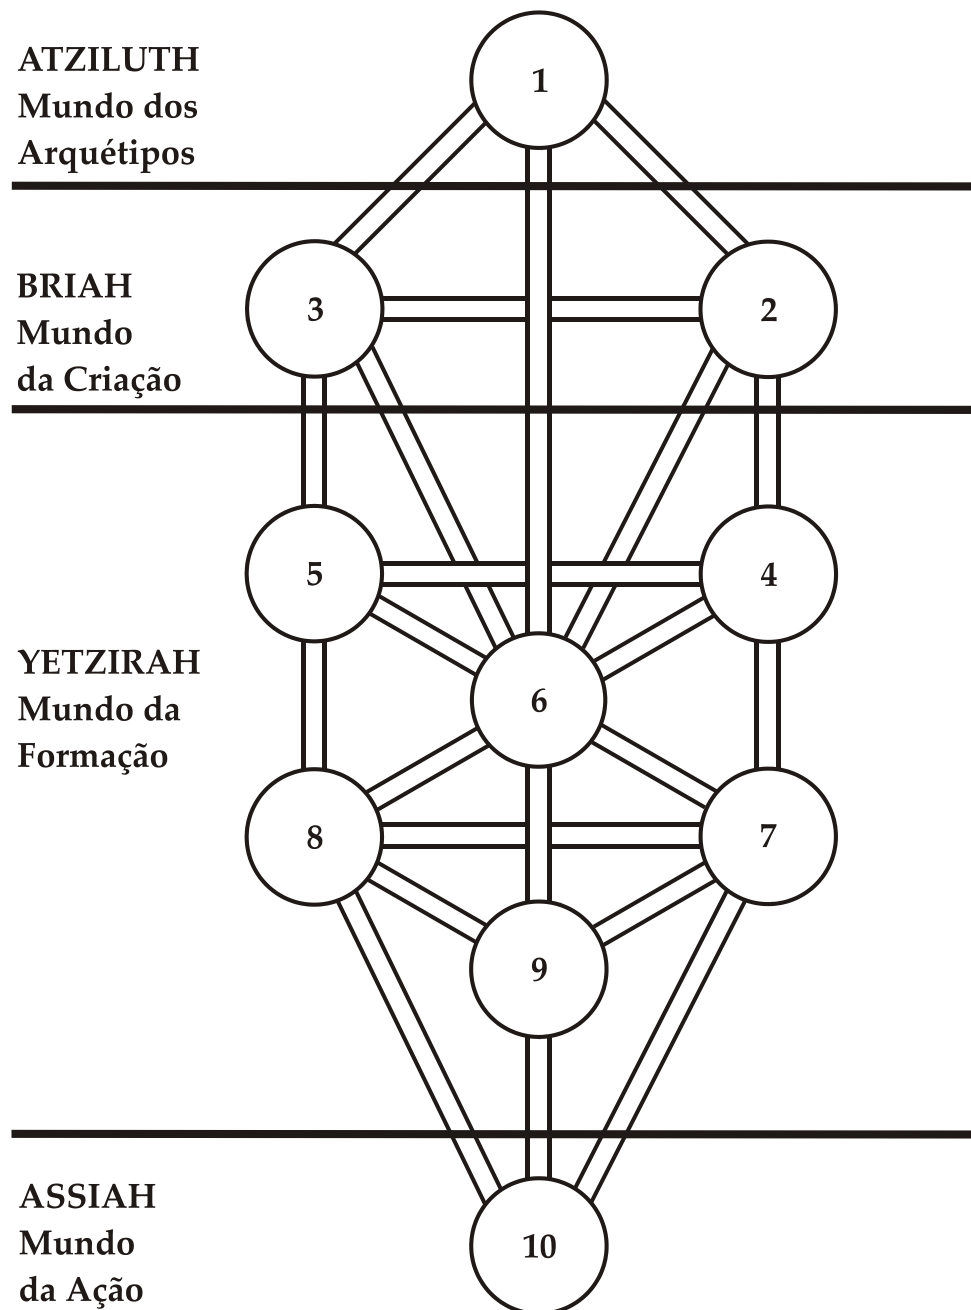 ATZILUTH
Mundo dos
Arquétipos
1
BRIAH
Mundo
da Criação
3
2
5
4
YETZIRAH
Mundo da
Formação
6
8
7
9
ASSIAH
Mundo
da Ação
10